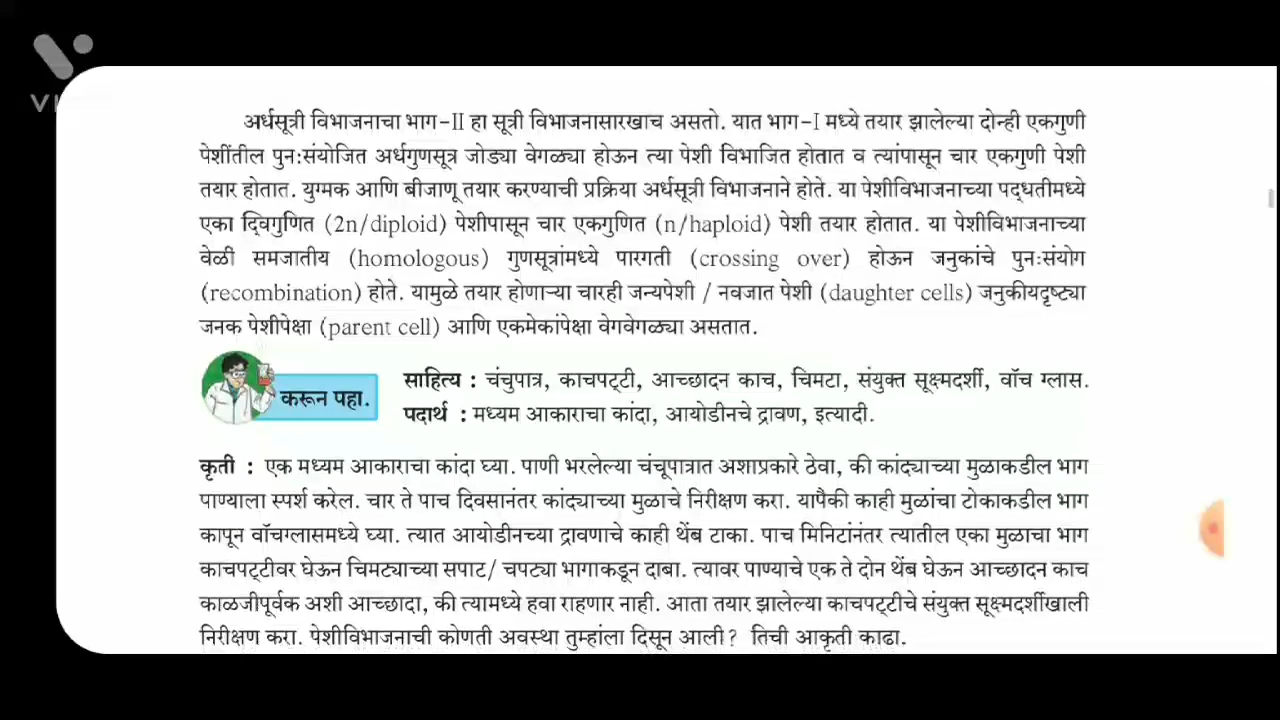 VI
अर्धसूत्री विभाजनाचा भाग-II हा सूत्री विभाजनासारखाच असतो. यात भाग-I मध्ये तयार झालेल्या दोन्ही एकगुणी
पेशींतील पुनःसंयोजित अर्धगुणसूत्र जोड्या वेगळ्या होऊन त्या पेशी विभाजित होतात व त्यांपासून चार एकगुणी पेशी
तयार होतात. युग्मक आणि बीजाणू तयार करण्याची प्रक्रिया अर्धसूत्री विभाजनाने होते. या पेशीविभाजनाच्या पद्धतीमध्ये
एका द्विगुणित (2n/diploid) पेशीपासून चार एकगुणित (n/haploid) पेशी तयार होतात. या पेशीविभाजनाच्या
वेळी समजातीय (homologous) गुणसूत्रांमध्ये पारगती (crossing over) होऊन जनुकांचे पुनःसंयोग
(recombination) होते. यामुळे तयार होणाऱ्या चारही जन्यपेशी / नवजात पेशी (daughter cells) जनुकीयदृष्ट्या
जनक पेशीपेक्षा (parent cell) आणि एकमेकांपेक्षा वेगवेगळ्या असतात.
करून पहा.
साहित्य : चंचुपात्र, काचपट्टी, आच्छादन काच, चिमटा, संयुक्त सूक्ष्मदर्शी, वॉच ग्लास.
पदार्थ : मध्यम आकाराचा कांदा, आयोडीनचे द्रावण, इत्यादी.
कृती : एक मध्यम आकाराचा कांदा घ्या. पाणी भरलेल्या चंचूपात्रात अशाप्रकारे ठेवा, की कांद्याच्या मुळाकडील भाग
पाण्याला स्पर्श करेल. चार ते पाच दिवसानंतर कांद्याच्या मुळाचे निरीक्षण करा. यापैकी काही मुळांचा टोकाकडील भाग
कापून वॉचग्लासमध्ये घ्या. त्यात आयोडीनच्या द्रावणाचे काही थेंब टाका. पाच मिनिटांनंतर त्यातील एका मुळाचा भाग
काचपट्टीवर घेऊन चिमट्याच्या सपाट/ चपट्या भागाकडून दाबा. त्यावर पाण्याचे एक ते दोन थेंब घेऊन आच्छादन काच
काळजीपूर्वक अशी आच्छादा, की त्यामध्ये हवा राहणार नाही. आता तयार झालेल्या काचपट्टीचे संयुक्त सूक्ष्मदर्शीखाली
निरीक्षण करा. पेशीविभाजनाची कोणती अवस्था तुम्हांला दिसून आली? तिची आकृती काढा.